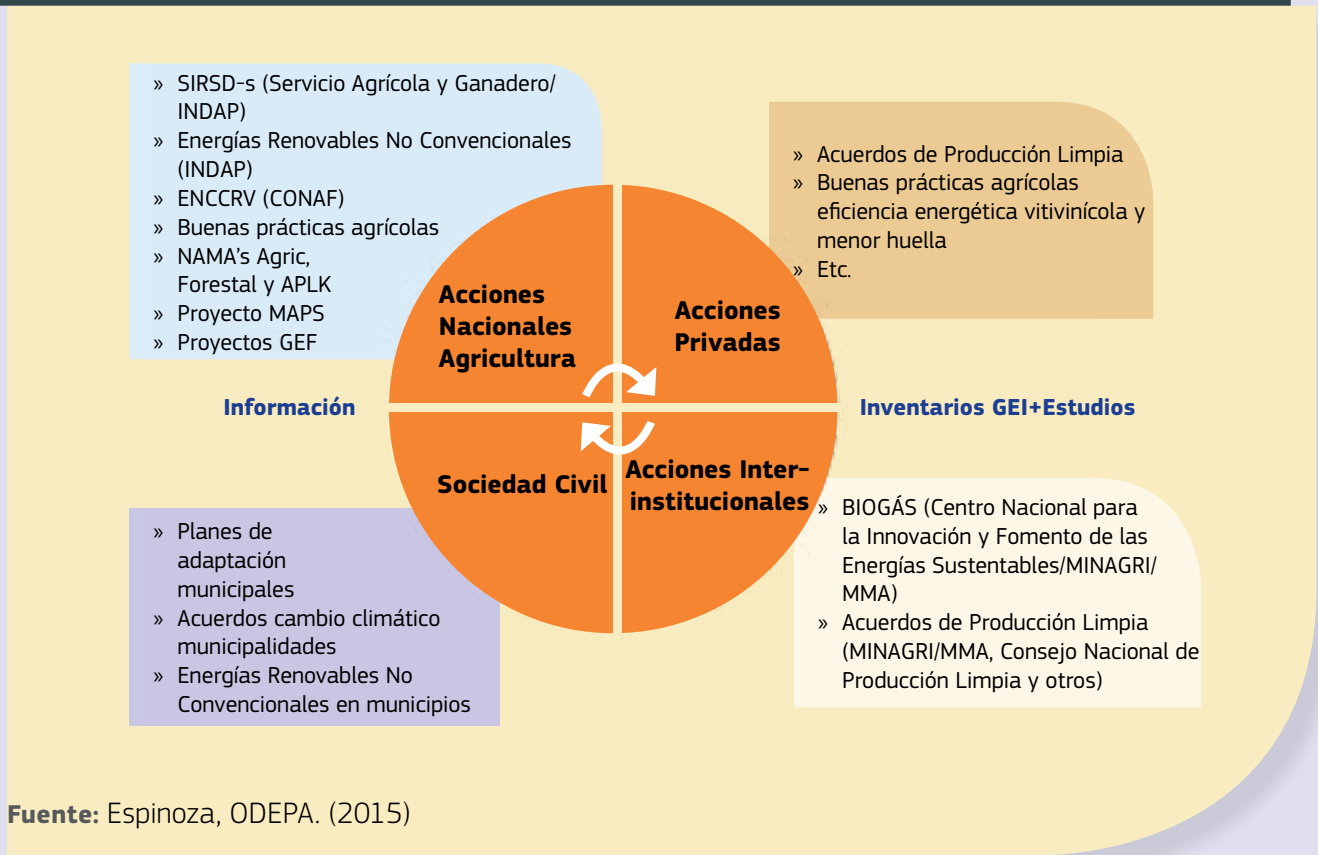 » SIRSD-s (Servicio Agrícola y Ganadero/
INDAP)
» Energías Renovables No Convencionales
(INDAP)
» ENCCRV (CONAF)
» Buenas prácticas agrícolas
» NAMA's Agric,
Forestal y APLK
» Proyecto MAPS
» Proyectos GEF
» Acuerdos de Producción Limpia
» Buenas prácticas agrícolas
eficiencia energética vitivinícola y
menor huella
» Etc.
Acciones
Nacionales
Agricultura
Acciones
Privadas
Información
Inventarios GEI+Estudios
Sociedad Civil
Acciones Inter-
institucionales
» Planes de
adaptación
municipales
» Acuerdos cambio climático
municipalidades
» Energías Renovables No
Convencionales en municipios
» BIOGÁS (Centro Nacional para
la Innovación y Fomento de las
Energías Sustentables/MINAGRI/
MMA)
» Acuerdos de Producción Limpia
(MINAGRI/MMA, Consejo Nacional de
Producción Limpia y otros)
Fuente: Espinoza, ODEPA. (2015)